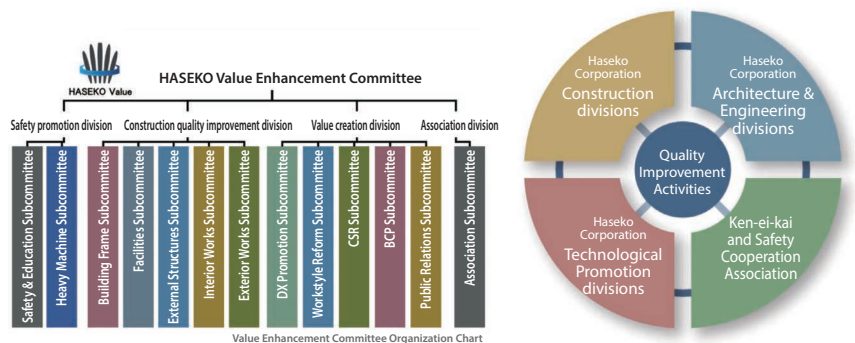 HASEKO Value
HASEKO Value Enhancement Committee
Safety promotion division
Construction quality improvement division
Value creation division
Association division
Safety & Education Subcommittee
Heavy Machine Subcommittee
Building Frame Subcommittee
Facilities Subcommittee
External Structures Subcommittee
Interior Works Subcommittee
Exterior Works Subcommittee
DX Promotion Subcommittee
Workstyle Reform Subcommittee
CSR Subcommittee
BCP Subcommittee
Public Relations Subcommittee
Association Subcommittee
Value Enhancement Committee Organization Chart
Haseko
Corporation
Construction
divisions
Haseko
Corporation
Architecture &
Engineering
divisions
Quality
Improvement
Activities
Haseko
Corporation
Technological
Promotion
divisions
Ken-ei-kai
and Safety
Cooperation
Association